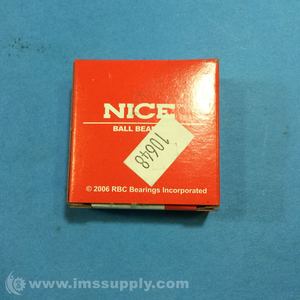 NICE
BALL BEA
10648
© 2006 RBC Bearings Incorporated
www.imssupply.com